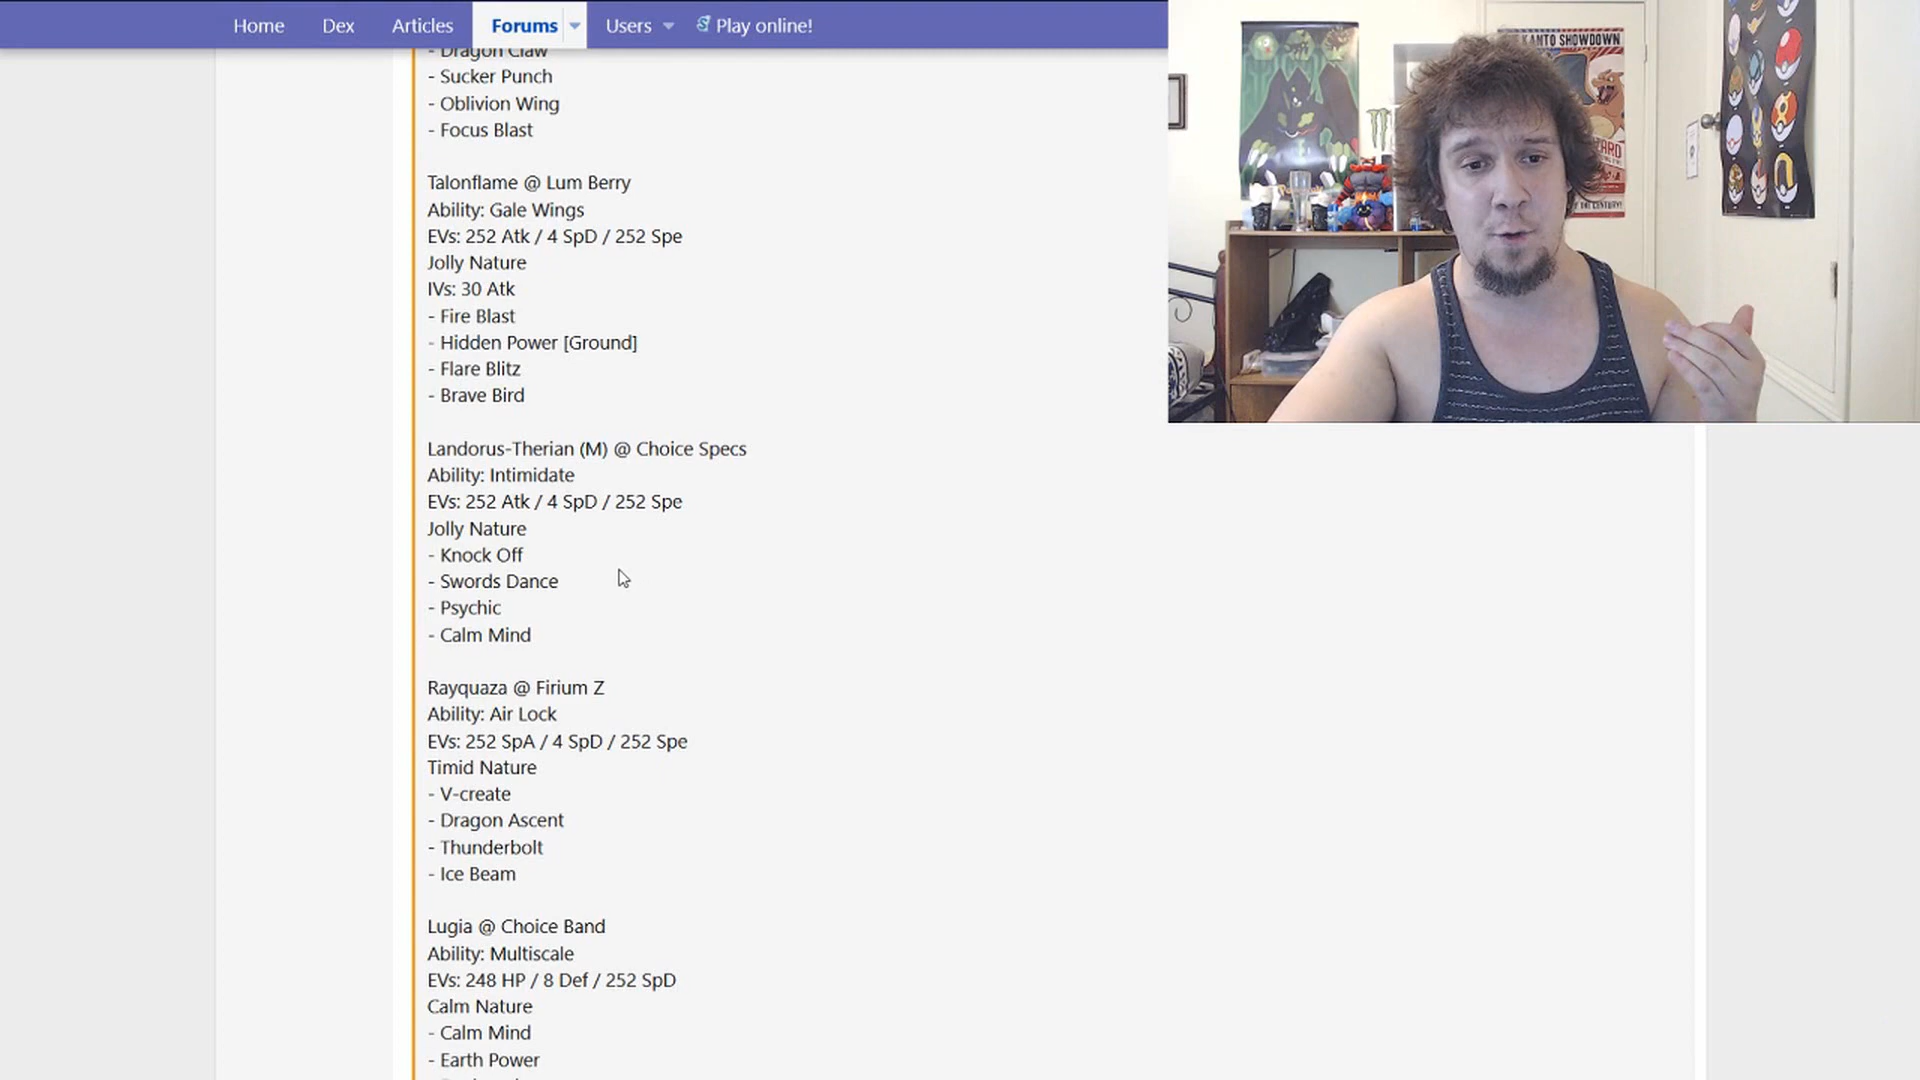 Home Dex Articles Forums Users Play online!
- Dragon Claw
- Sucker Punch
- Oblivion Wing
- Focus Blast
Talonflame @ Lum Berry
Ability: Gale Wings
EVs: 252 Atk / 4 SpD / 252 Spe
Jolly Nature
IVs: 30 Atk
- Fire Blast
- Hidden Power [Ground]
- Flare Blitz
- Brave Bird
Landorus-Therian (M) @ Choice Specs
Ability: Intimidate
EVs: 252 Atk / 4 SpD / 252 Spe
Jolly Nature
- Knock Off
- Swords Dance
- Psychic
- Calm Mind
Rayquaza @ Firium Z
Ability: Air Lock
EVs: 252 SpA / 4 SpD / 252 Spe
Timid Nature
- V-create
- Dragon Ascent
- Thunderbolt
- Ice Beam
Lugia @ Choice Band
Ability: Multiscale
EVs: 248 HP / 8 Def / 252 SpD
Calm Nature
- Calm Mind
- Earth Power
KANTO SHOWDOWN